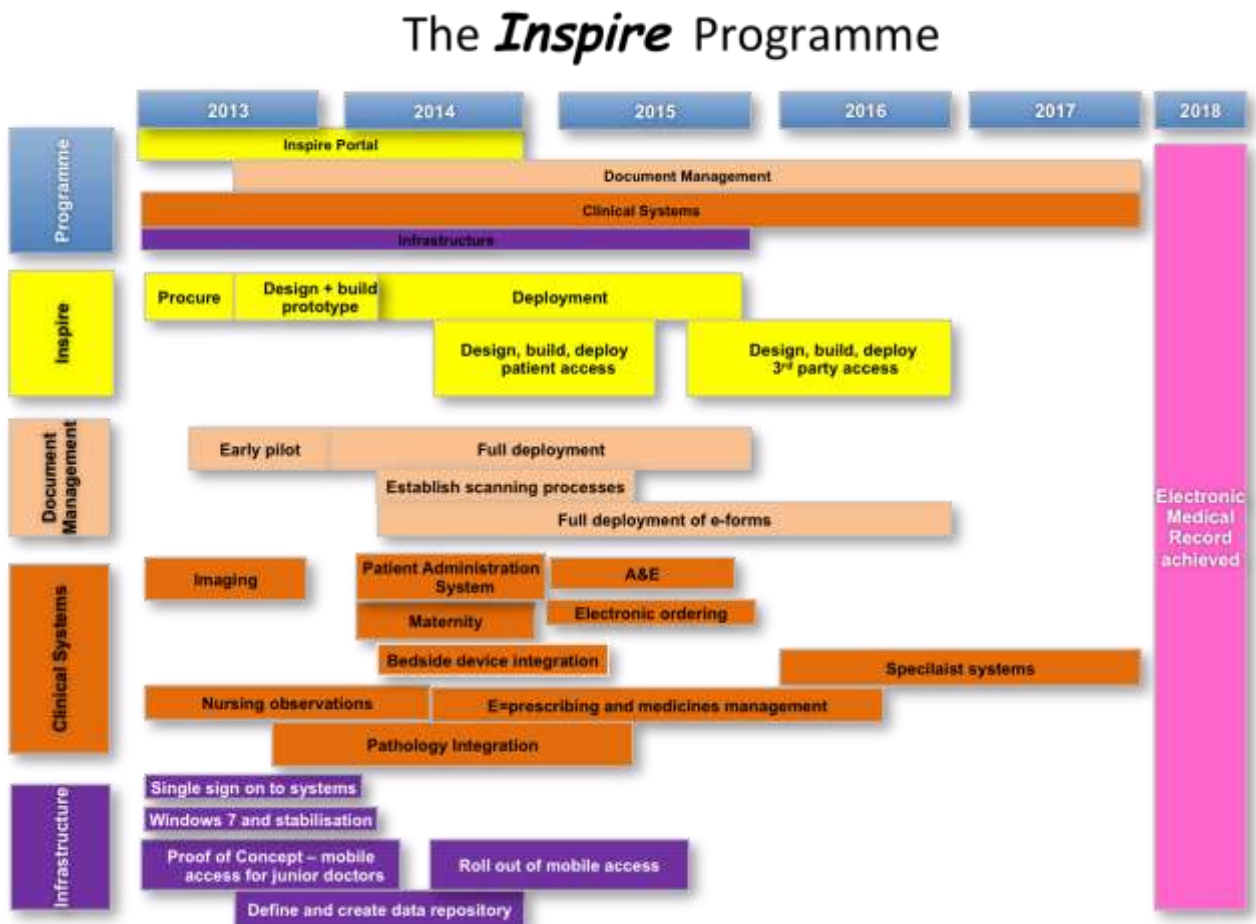 The Inspire Programme
2013 2014 2015 2016 2017 2018
Programme
Inspire Portal
Document Management
Clinical Systems
Infrastructure
Inspire
Procure
Design + build
prototype
Deployment
Design, build, deploy
patient access
Design, build, deploy
3rd party access
Document
Management
Early pilot
Full deployment
Establish scanning processes
Full deployment of e-forms
Electronic
Medical
Record
achieved
Clinical Systems
Imaging
Patient Administration
System
A&E
Maternity
Electronic ordering
Bedside device integration
Specilaist systems
Nursing observations
E=prescribing and medicines management
Pathology Integration
Infrastructure
Single sign on to systems
Windows 7 and stabilisation
Proof of Concept – mobile
access for junior doctors
Roll out of mobile access
Define and create data repository